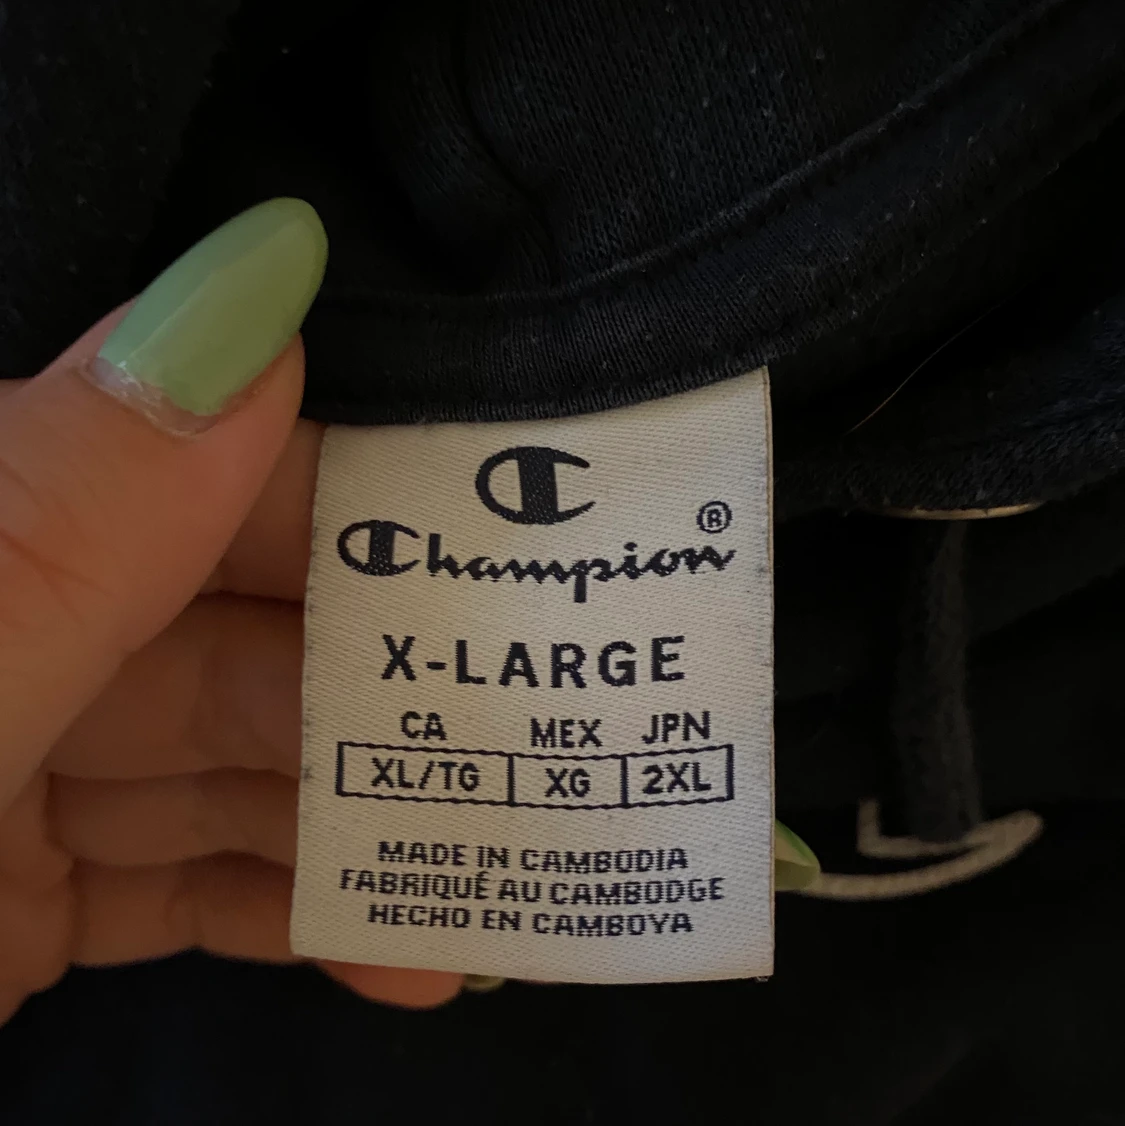 Champion®
X-LARGE
CA MEX JPN
XL/TG XG 2XL
MADE IN CAMBODIA
FABRIQUÉ AU CAMBODGE
HECHO EN CAMBOYA